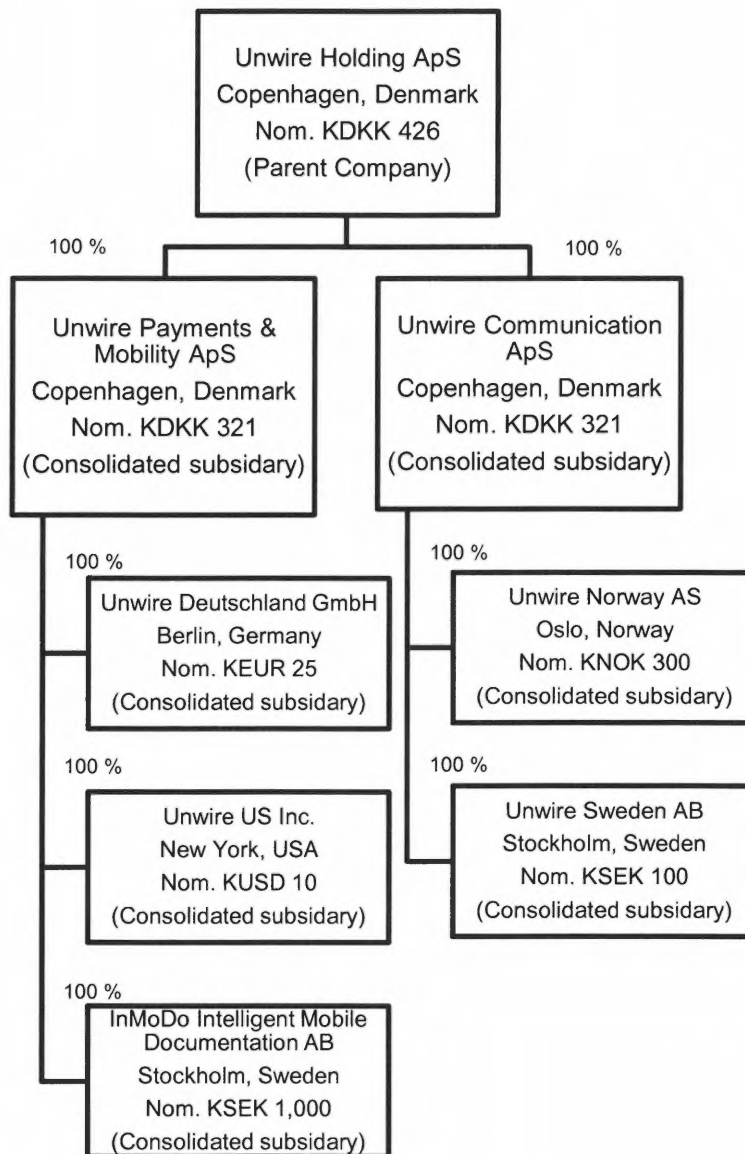 Unwire Holding ApS
Copenhagen, Denmark
Nom. KDKK 426
(Parent Company)
100 %
100 %
Unwire Payments &
Mobility ApS
Copenhagen, Denmark
Nom. KDKK 321
(Consolidated subsidary)
Unwire Communication
ApS
Copenhagen, Denmark
Nom. KDKK 321
(Consolidated subsidary)
100 %
Unwire Deutschland GmbH
Berlin, Germany
Nom. KEUR 25
(Consolidated subsidary)
100 %
Unwire Norway AS
Oslo, Norway
Nom. KNOK 300
(Consolidated subsidary)
100 %
Unwire US Inc.
New York, USA
Nom. KUSD 10
(Consolidated subsidary)
100 %
Unwire Sweden AB
Stockholm, Sweden
Nom. KSEK 100
(Consolidated subsidary)
100 %
InMoDo Intelligent Mobile
Documentation AB
Stockholm, Sweden
Nom. KSEK 1,000
(Consolidated subsidary)